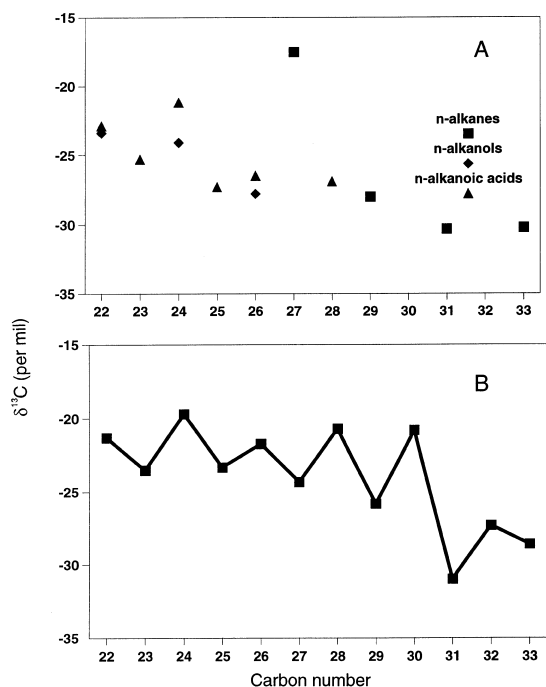 -15
A
-20
n-alkanes
n-alkanols
-25
n-alkanoic acids
-30
-35
22 23 24 25 26 27 28 29 30 31 32 33
δ13C (per mil)
-15
B
-20
-25
-30
-35
22 23 24 25 26 27 28 29 30 31 32 33
Carbon number